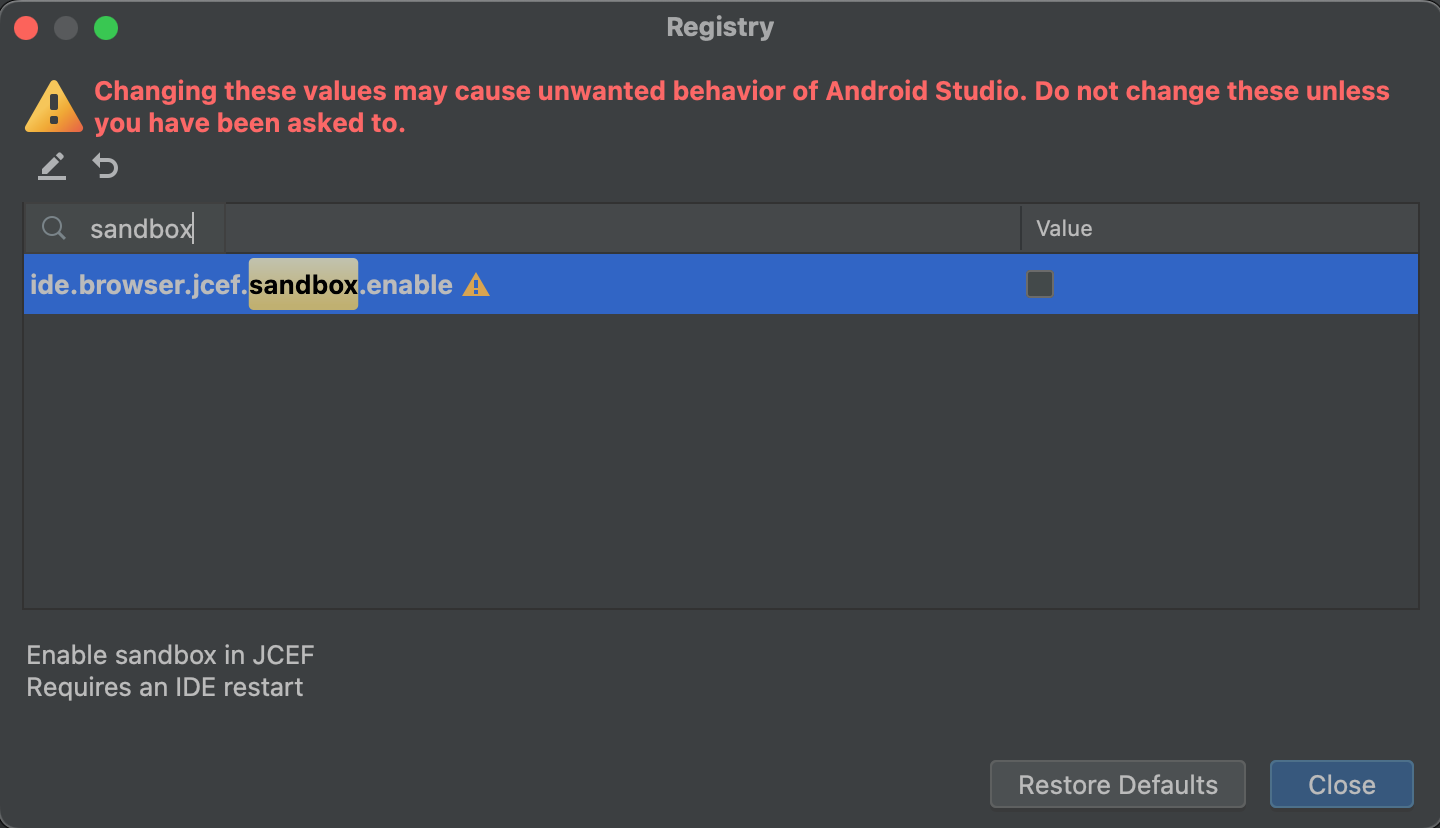 Registry
Changing these values may cause unwanted behavior of Android Studio. Do not change these unless
you have been asked to.
sandbox
Value
ide.browser.jcef.sandbox.enable
Enable sandbox in JCEF
Requires an IDE restart
Restore Defaults
Close